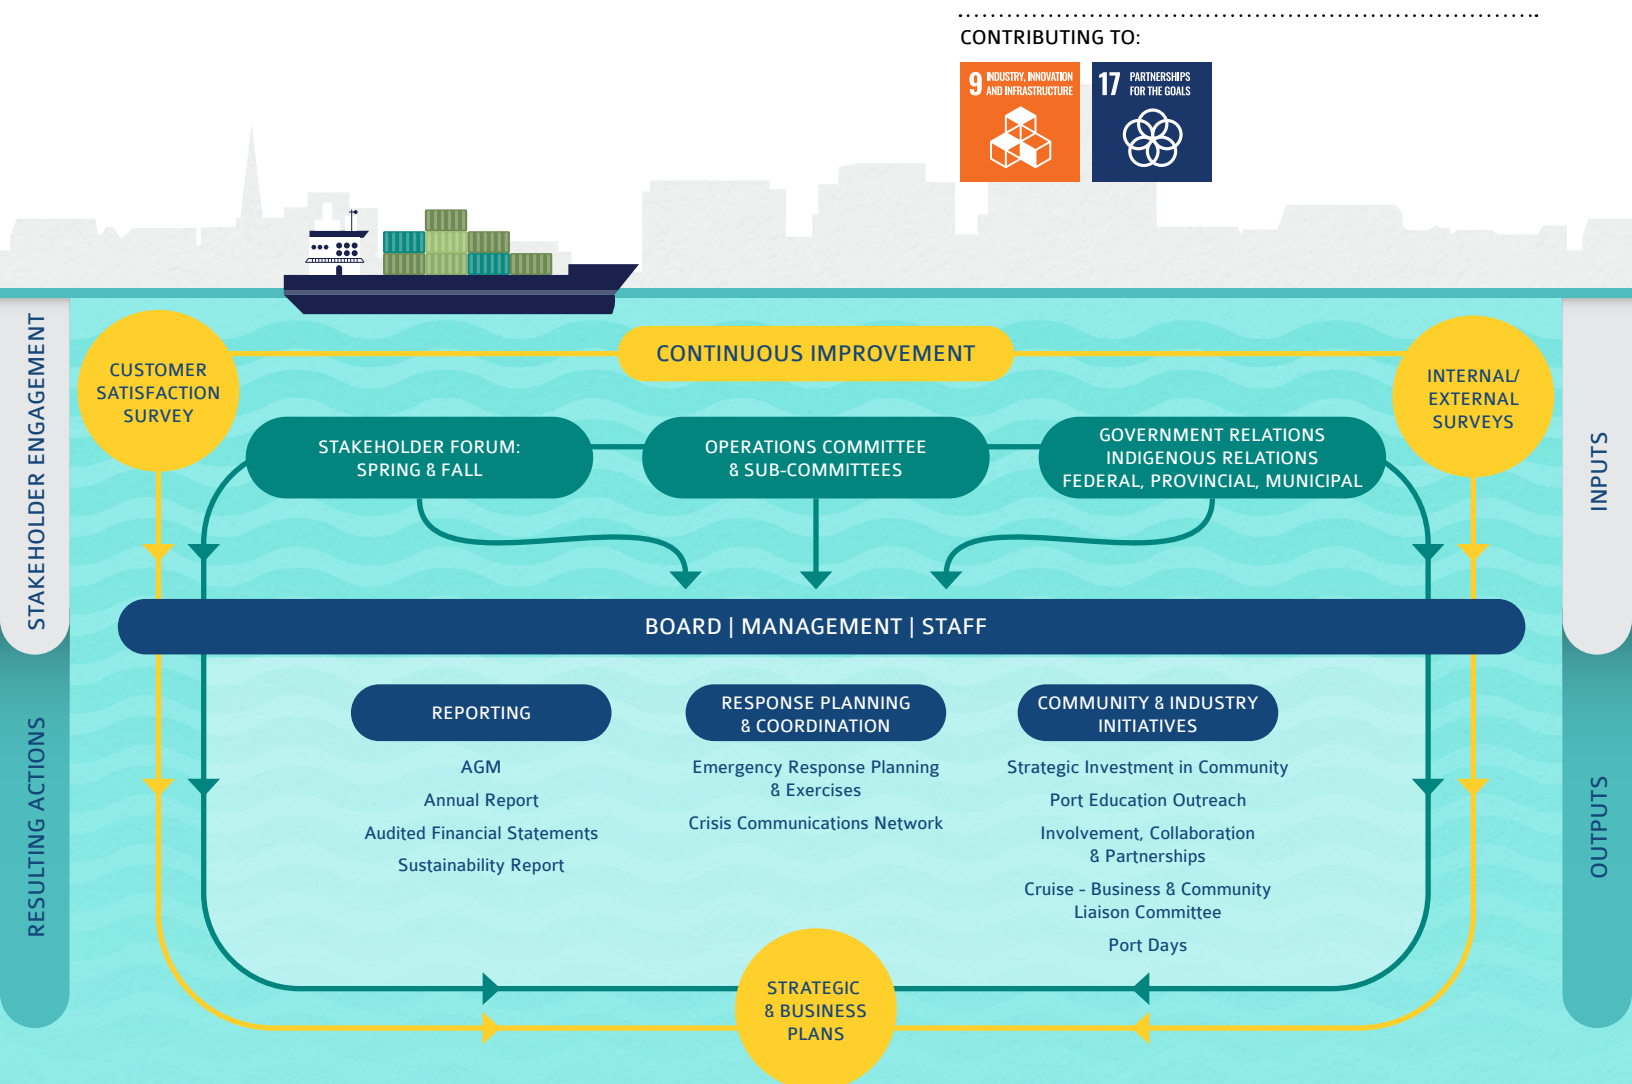 CONTRIBUTING TO:
9 INDUSTRY, INNOVATION
AND INFRASTRUCTURE
17 PARTNERSHIPS
FOR THE GOALS
STAKEHOLDER ENGAGEMENT
RESULTING ACTIONS
INPUTS
OUTPUTS
CUSTOMER
SATISFACTION
SURVEY
CONTINUOUS IMPROVEMENT
INTERNAL/
EXTERNAL
SURVEYS
STAKEHOLDER FORUM:
SPRING & FALL
OPERATIONS COMMITTEE
& SUB-COMMITTEES
GOVERNMENT RELATIONS
INDIGENOUS RELATIONS
FEDERAL, PROVINCIAL, MUNICIPAL
BOARD | MANAGEMENT | STAFF
REPORTING
AGM
Annual Report
Audited Financial Statements
Sustainability Report
RESPONSE PLANNING
& COORDINATION
Emergency Response Planning
& Exercises
Crisis Communications Network
COMMUNITY & INDUSTRY
INITIATIVES
Strategic Investment in Community
Port Education Outreach
Involvement, Collaboration
& Partnerships
Cruise - Business & Community
Liaison Committee
Port Days
STRATEGIC
& BUSINESS
PLANS